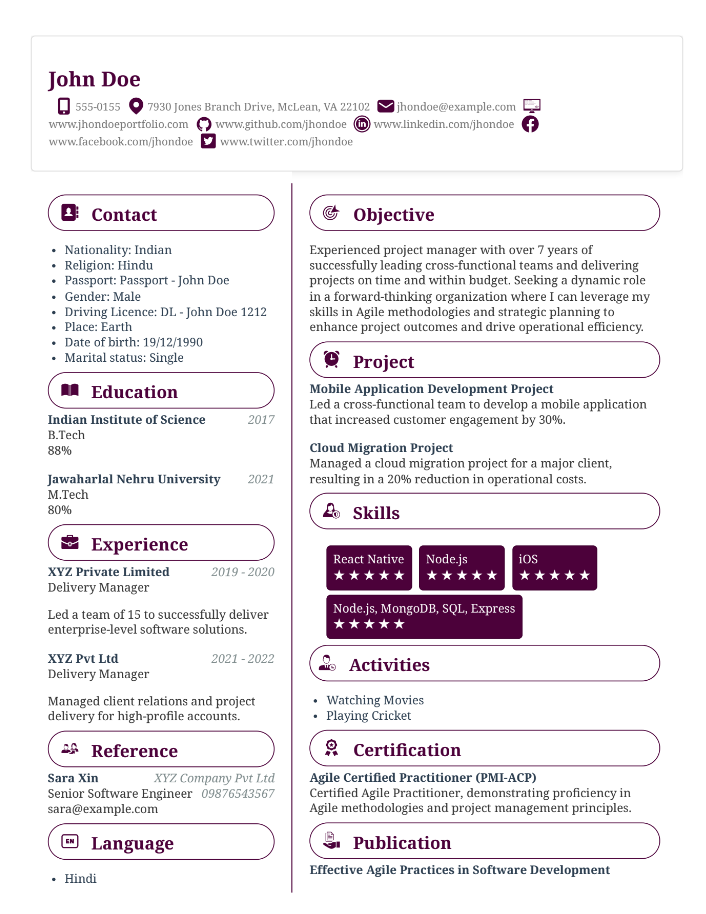 John Doe
555-0155 7930 Jones Branch Drive, McLean, VA 22102 jhondoe@example.com
www.jhondoeportfolio.com www.github.com/jhondoe www.linkedin.com/jhondoe
www.facebook.com/jhondoe www.twitter.com/jhondoe
Contact
• Nationality: Indian
• Religion: Hindu
• Passport: Passport - John Doe
• Gender: Male
• Driving Licence: DL - John Doe 1212
• Place: Earth
• Date of birth: 19/12/1990
• Marital status: Single
Education
Indian Institute of Science 2017
B.Tech
88%
Jawaharlal Nehru University 2021
M.Tech
80%
Experience
XYZ Private Limited 2019 - 2020
Delivery Manager
Led a team of 15 to successfully deliver
enterprise-level software solutions.
XYZ Pvt Ltd 2021 - 2022
Delivery Manager
Managed client relations and project
delivery for high-profile accounts.
Reference
Sara Xin XYZ Company Pvt Ltd
Senior Software Engineer 09876543567
sara@example.com
EN Language
• Hindi
Objective
Experienced project manager with over 7 years of
successfully leading cross-functional teams and delivering
projects on time and within budget. Seeking a dynamic role
in a forward-thinking organization where I can leverage my
skills in Agile methodologies and strategic planning to
enhance project outcomes and drive operational efficiency.
Project
Mobile Application Development Project
Led a cross-functional team to develop a mobile application
that increased customer engagement by 30%.
Cloud Migration Project
Managed a cloud migration project for a major client,
resulting in a 20% reduction in operational costs.
Skills
React Native Node.js iOS
★★★★★ ★★★★★ ★★★★★
Node.js, MongoDB, SQL, Express
★★★★★
Activities
• Watching Movies
• Playing Cricket
Certification
Agile Certified Practitioner (PMI-ACP)
Certified Agile Practitioner, demonstrating proficiency in
Agile methodologies and project management principles.
Publication
Effective Agile Practices in Software Development